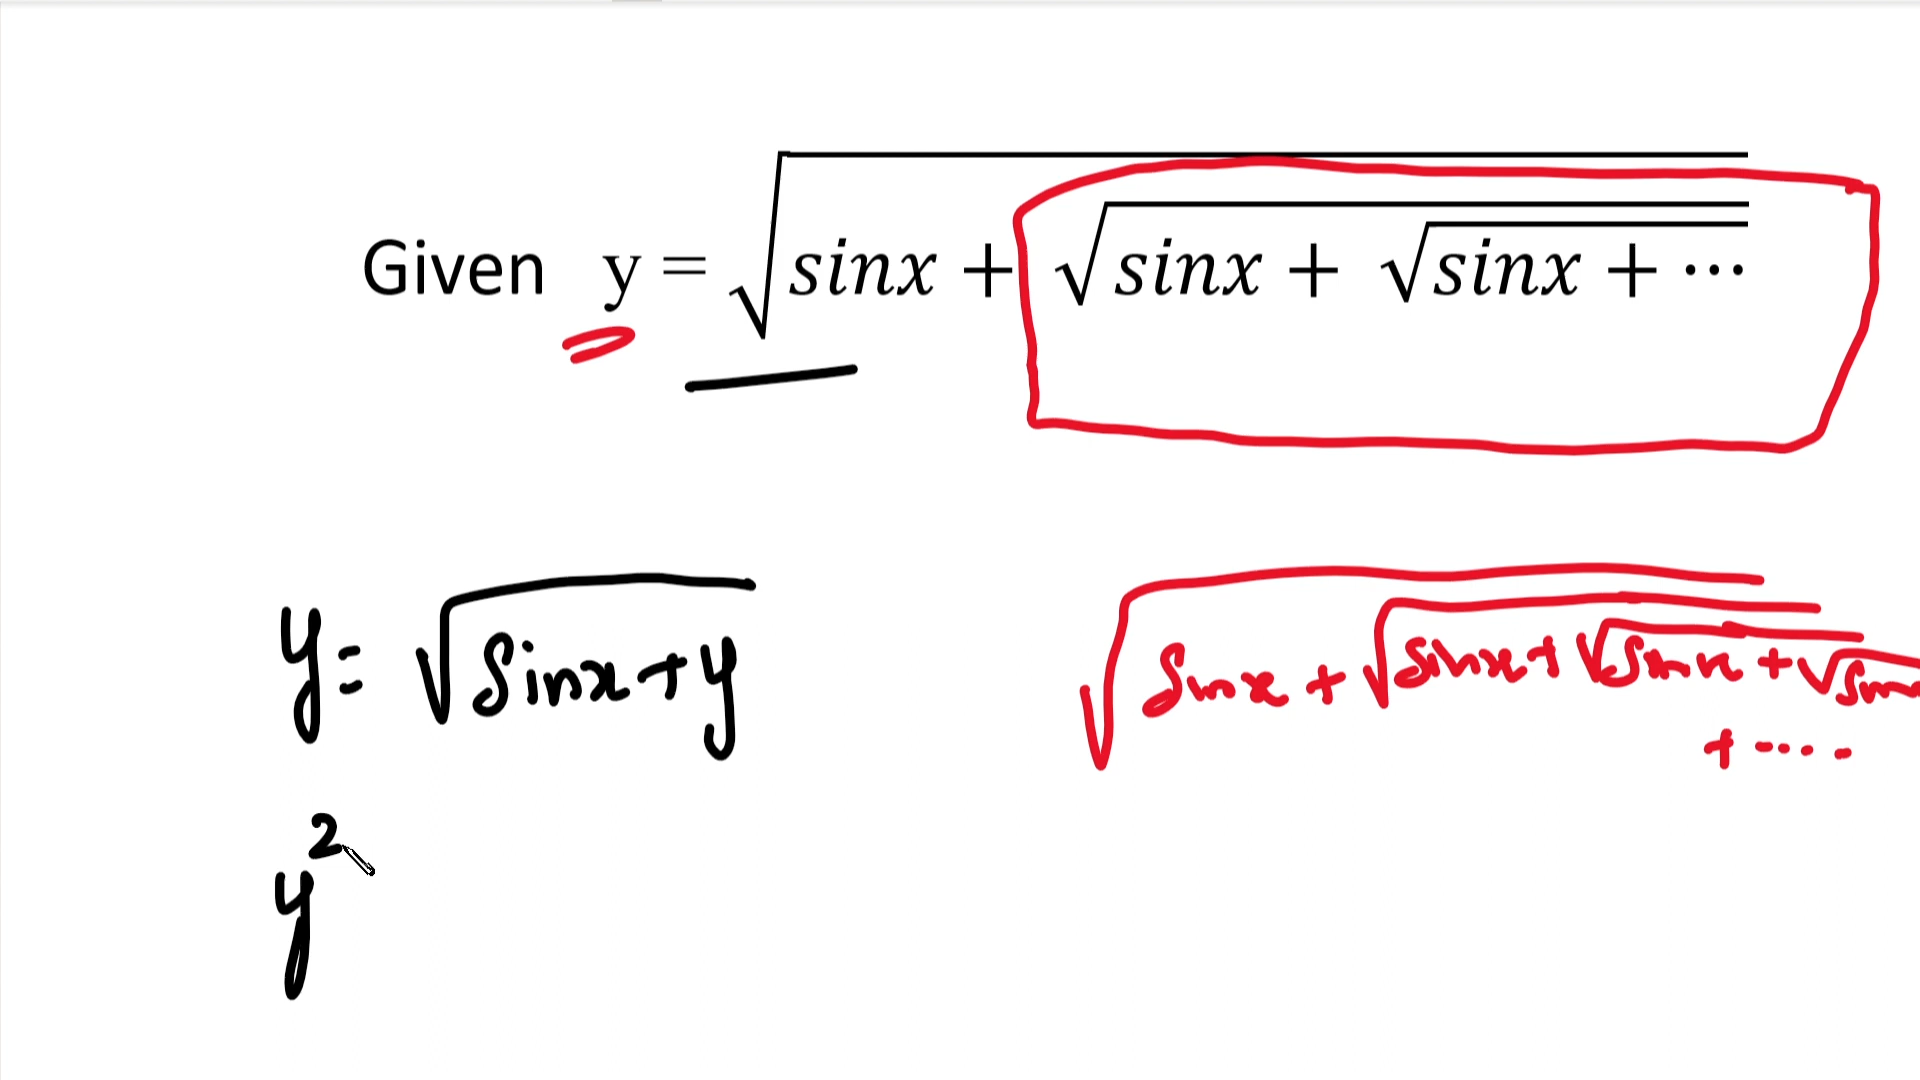 Given y = √sinx + √sinx + √sinx + ⋯
y = √Sinx+y
√Sinx + √Sinx + √Sinx + √Sin
+ ....
y²